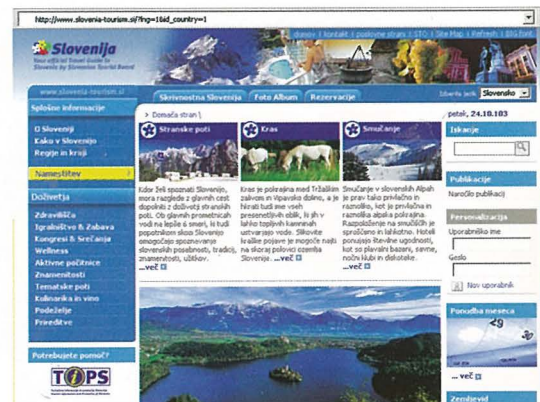 http://www.slovenia-tourism.si/?lng=1&id_country=1
domov | kontakt | poslovne strani | STO | Site Map | Refresh | BIG font
Slovenija
Your official Travel Guide to
Slovenia by Slovenian Tourist Board
www.slovenia-tourism.si
Skrivnostna Slovenija
Foto Album
Rezervacije
Izberite jezik
Slovensko
Splošne informacije
O Sloveniji
Kako v Slovenijo
Regije in kraji
Namestitev
Doživetja
Zdravilišča
Igralništvo & Zabava
Kongresi & Srečanja
Wellness
Aktivne počitnice
Znamenitosti
Tematske poti
Kulinarika in vino
Podeželje
Prireditve
Potrebujete pomoč?
TOPS
> Domača stran \
petek, 24.10.103
Stranske poti
Kdor želi spoznati Slovenijo,
mora razglede z glavnih cest
dopolniti z doživetji stranskih
poti. Ob glavnih prometnicah
vodi na lepše ti smeri, ki tudi
popotnikom skozi Slovenijo
omogočajo spoznavanje
slovenskih posebnosti, tradicij,
znamenitosti, užitkov.
...več
Kras
Kras je pokrajina med Tržaškim
zalivom in Vipavsko dolino, a je
hkrati tudi ime vseh
presenetljivih oblik, ki jih v
lahko topljivih kamninah
ustvarjajo vode. Slikovite
kraške pojave je mogoče najti
na skoraj polovici ozemlja
Slovenije. ...več
Smučanje
Smučanje v slovenskih Alpah
je prav tako privlačno in
raznoliko, kot je privlačna in
raznolika alpska pokrajina.
Razpoloženje na smučiščih je
sproščeno in lahkotno. Hoteli
ponujajo številne ugodnosti,
kot so plavalni bazeni, savne,
nočni klubi in diskoteke.
...več
Iskanje
Publikacije
Naročilo publikacij
Personalizacija
Uporabniško ime
Geslo
Nov uporabnik
Ponudba meseca
... več
Zemljevid